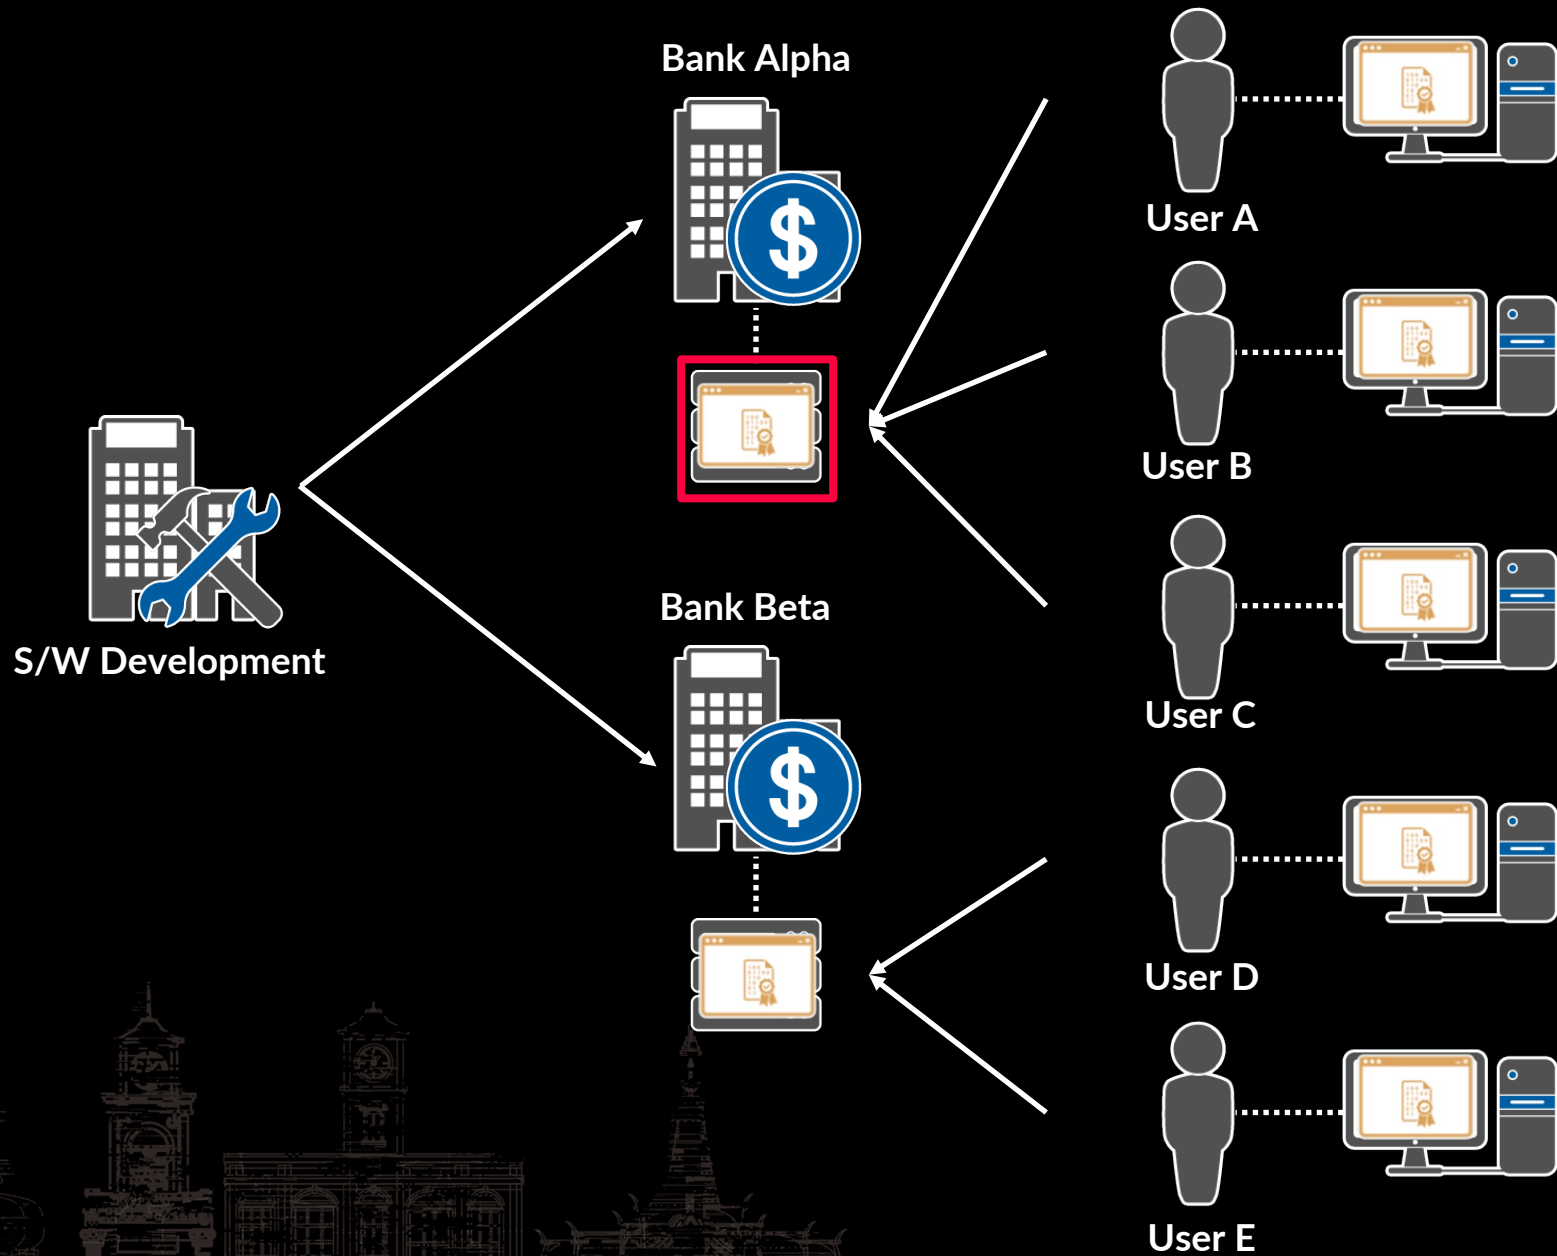 Bank Alpha
User A
User B
Bank Beta
S/W Development
User C
User D
User E